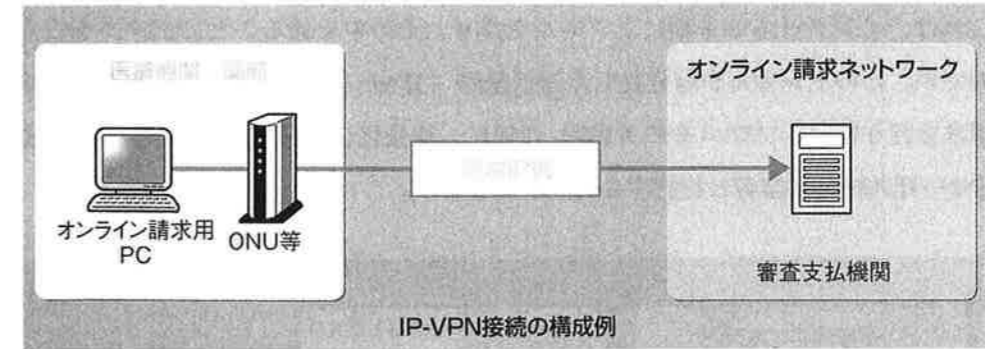 オンライン請求用
PC
ONU等
オンライン請求ネットワーク
審査支払機関
IP-VPN接続の構成例